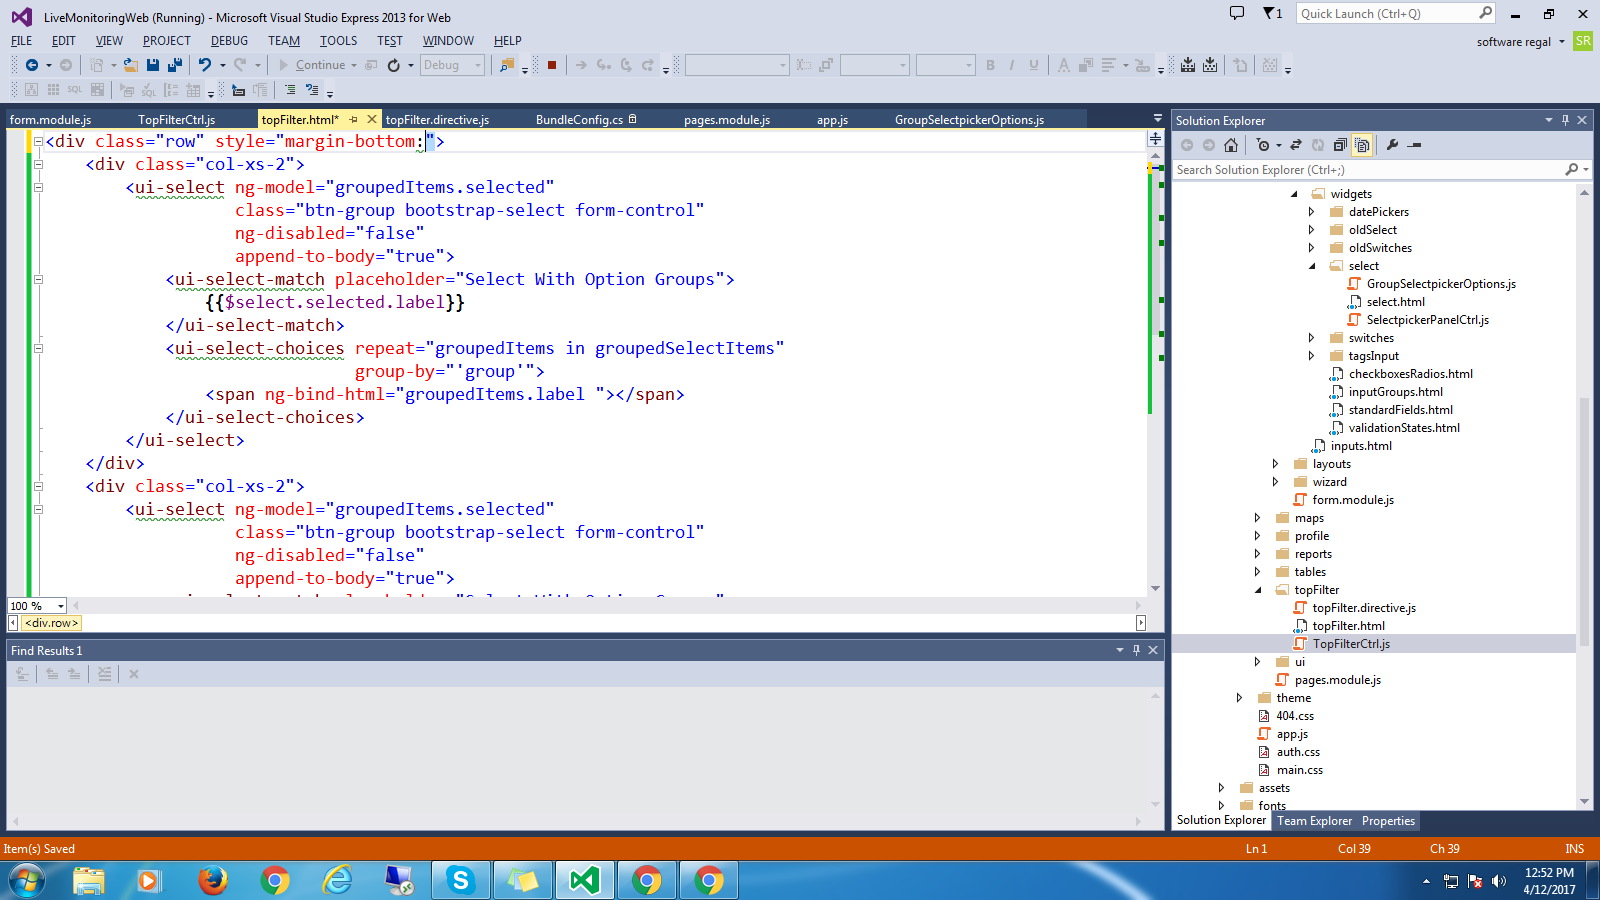 LiveMonitoringWeb (Running) - Microsoft Visual Studio Express 2013 for Web
1
Quick Launch (Ctrl+Q)
FILE EDIT VIEW PROJECT DEBUG TEAM TOOLS TEST WINDOW HELP
software regal
SR
Continue
Debug
SQL
SQL
form.module.js TopFilterCtrl.js topFilter.html* topFilter.directive.js BundleConfig.cs pages.module.js app.js GroupSelectpickerOptions.js
<div class="row" style="margin-bottom:">
<div class="col-xs-2">
<ui-select ng-model="groupedItems.selected"
class="btn-group bootstrap-select form-control"
ng-disabled="false"
append-to-body="true">
<ui-select-match placeholder="Select With Option Groups">
{{$select.selected.label}}
</ui-select-match>
<ui-select-choices repeat="groupedItems in groupedSelectItems"
group-by="'group'">
<span ng-bind-html="groupedItems.label "></span>
</ui-select-choices>
</ui-select>
</div>
<div class="col-xs-2">
<ui-select ng-model="groupedItems.selected"
class="btn-group bootstrap-select form-control"
ng-disabled="false"
append-to-body="true">
100 %
<div.row>
Find Results 1
Solution Explorer
Search Solution Explorer (Ctrl+;)
widgets
datePickers
oldSelect
oldSwitches
select
GroupSelectpickerOptions.js
select.html
SelectpickerPanelCtrl.js
switches
tagsInput
checkboxesRadios.html
inputGroups.html
standardFields.html
validationStates.html
inputs.html
layouts
wizard
form.module.js
maps
profile
reports
tables
topFilter
topFilter.directive.js
topFilter.html
TopFilterCtrl.js
ui
pages.module.js
theme
404.css
app.js
auth.css
main.css
assets
fonts
Solution Explorer Team Explorer Properties
Item(s) Saved
Ln 1 Col 39 Ch 39 INS
12:52 PM
4/12/2017